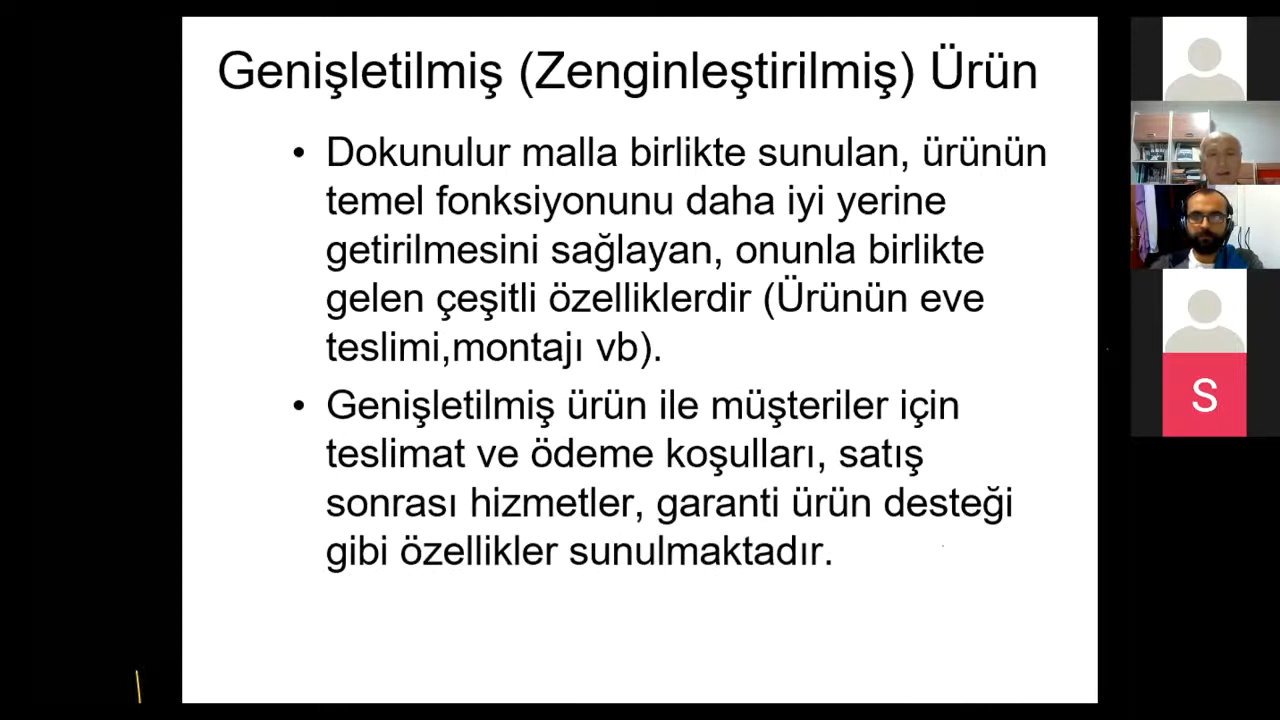 Genişletilmiş (Zenginleştirilmiş) Ürün
• Dokunulur malla birlikte sunulan, ürünün
temel fonksiyonunu daha iyi yerine
getirilmesini sağlayan, onunla birlikte
gelen çeşitli özelliklerdir (Ürünün eve
teslimi,montajı vb).
• Genişletilmiş ürün ile müşteriler için
teslimat ve ödeme koşulları, satış
sonrası hizmetler, garanti ürün desteği
gibi özellikler sunulmaktadır.
S